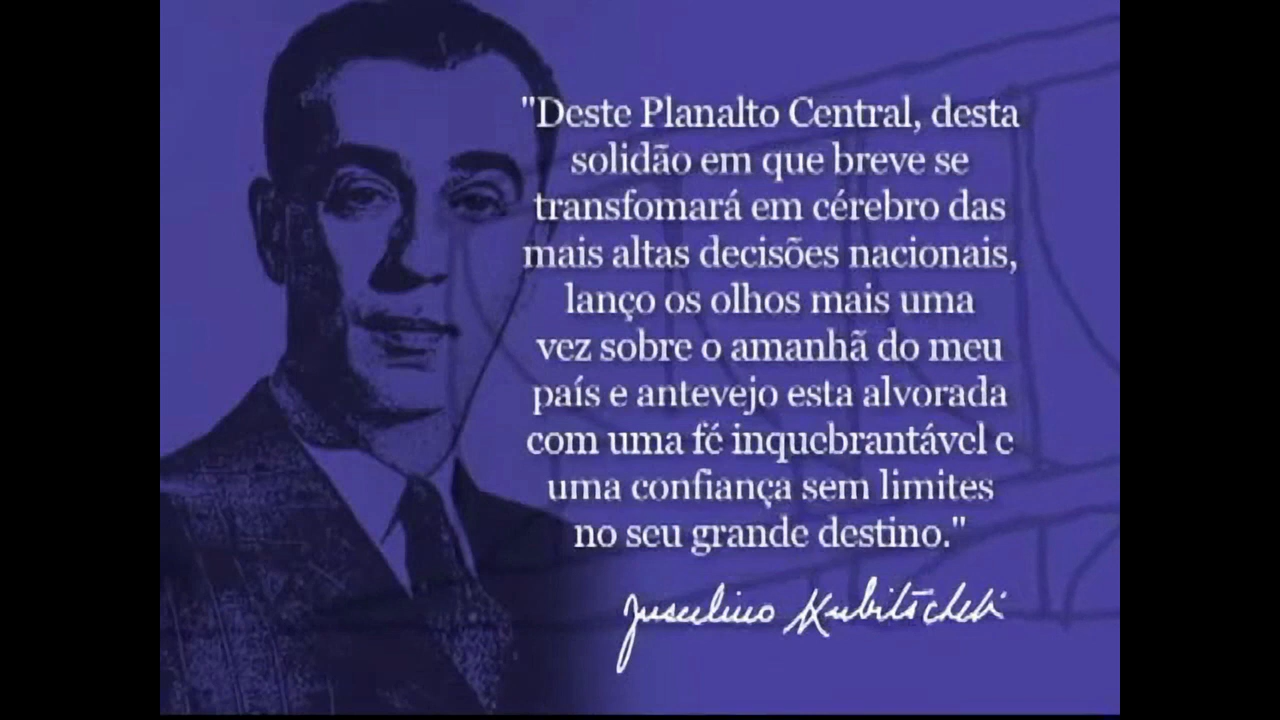 "Deste Planalto Central, desta
solidão em que breve se
transfomará em cérebro das
mais altas decisões nacionais,
lanço os olhos mais uma
vez sobre o amanhã do meu
país e antevejo esta alvorada
com uma fé inquebrantável e
uma confiança sem limites
no seu grande destino."
Juscelino Kubitschek